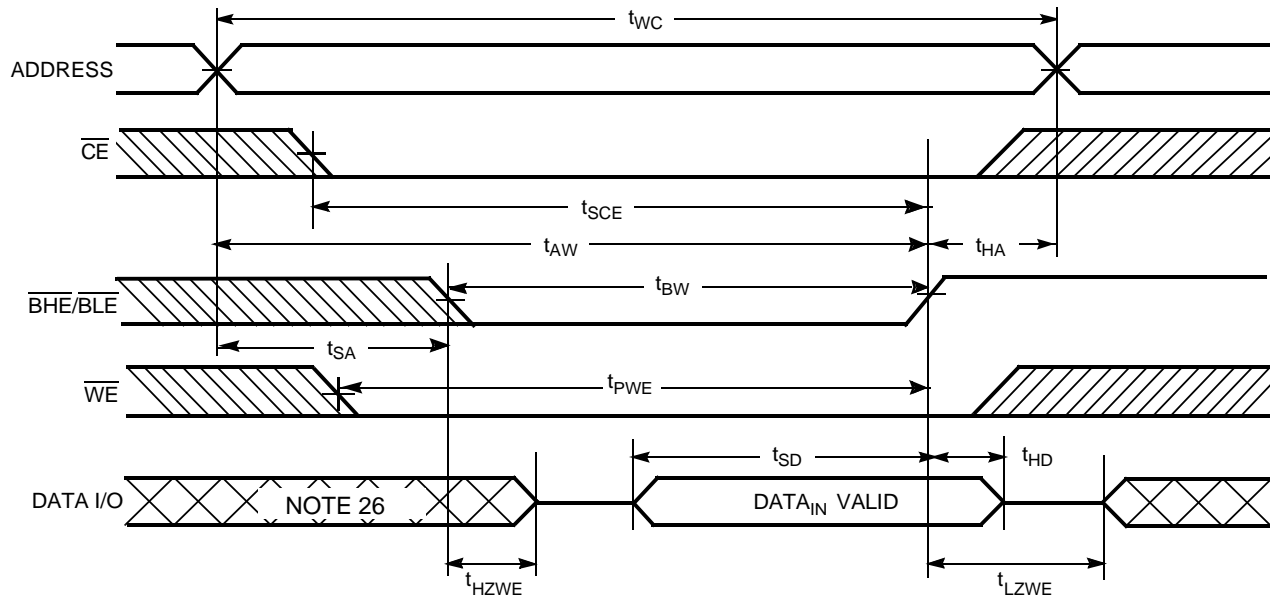 tWC
ADDRESS
CE
tSCE
tAW
tHA
BHE/BLE
tBW
tSA
WE
tPWE
tSD
tHD
DATA I/O
NOTE 26
DATAIN VALID
tHZWE
tLZWE